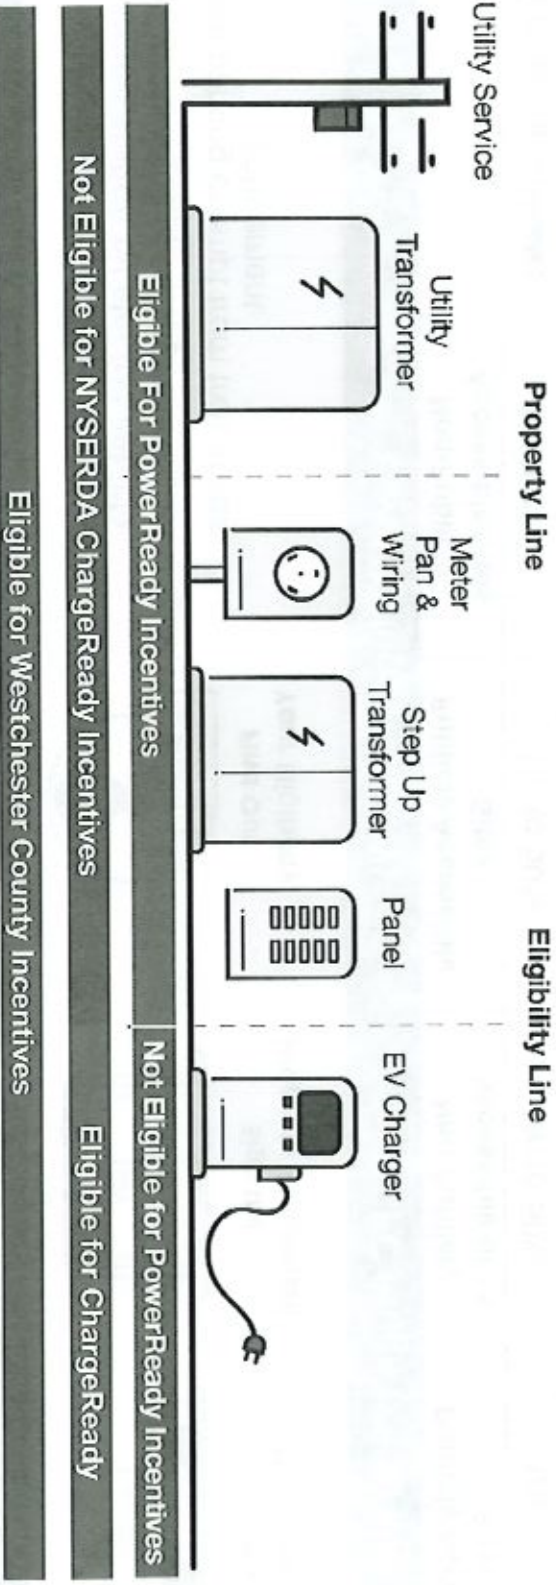 Property Line
Eligibility Line
Utility Service
Utility
Transformer
Meter
Pan &
Wiring
Step Up
Transformer
Panel
EV Charger
Eligible For PowerReady Incentives
Not Eligible for PowerReady Incentives
Not Eligible for NYSERDA ChargeReady Incentives
Eligible for ChargeReady
Eligible for Westchester County Incentives